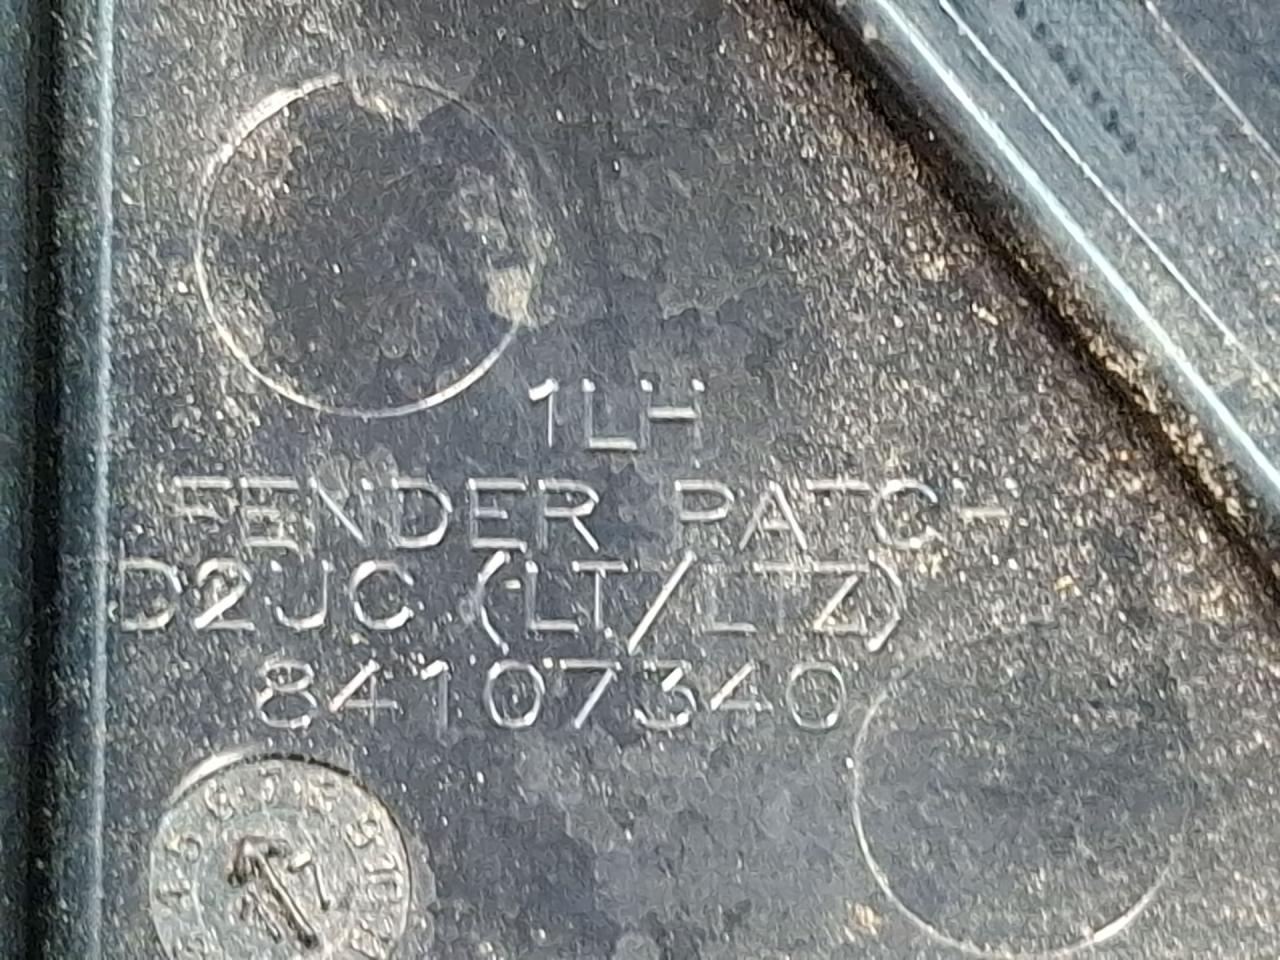 1LH
FENDER PATCH
D2UC (LT/LTZ)
84107340